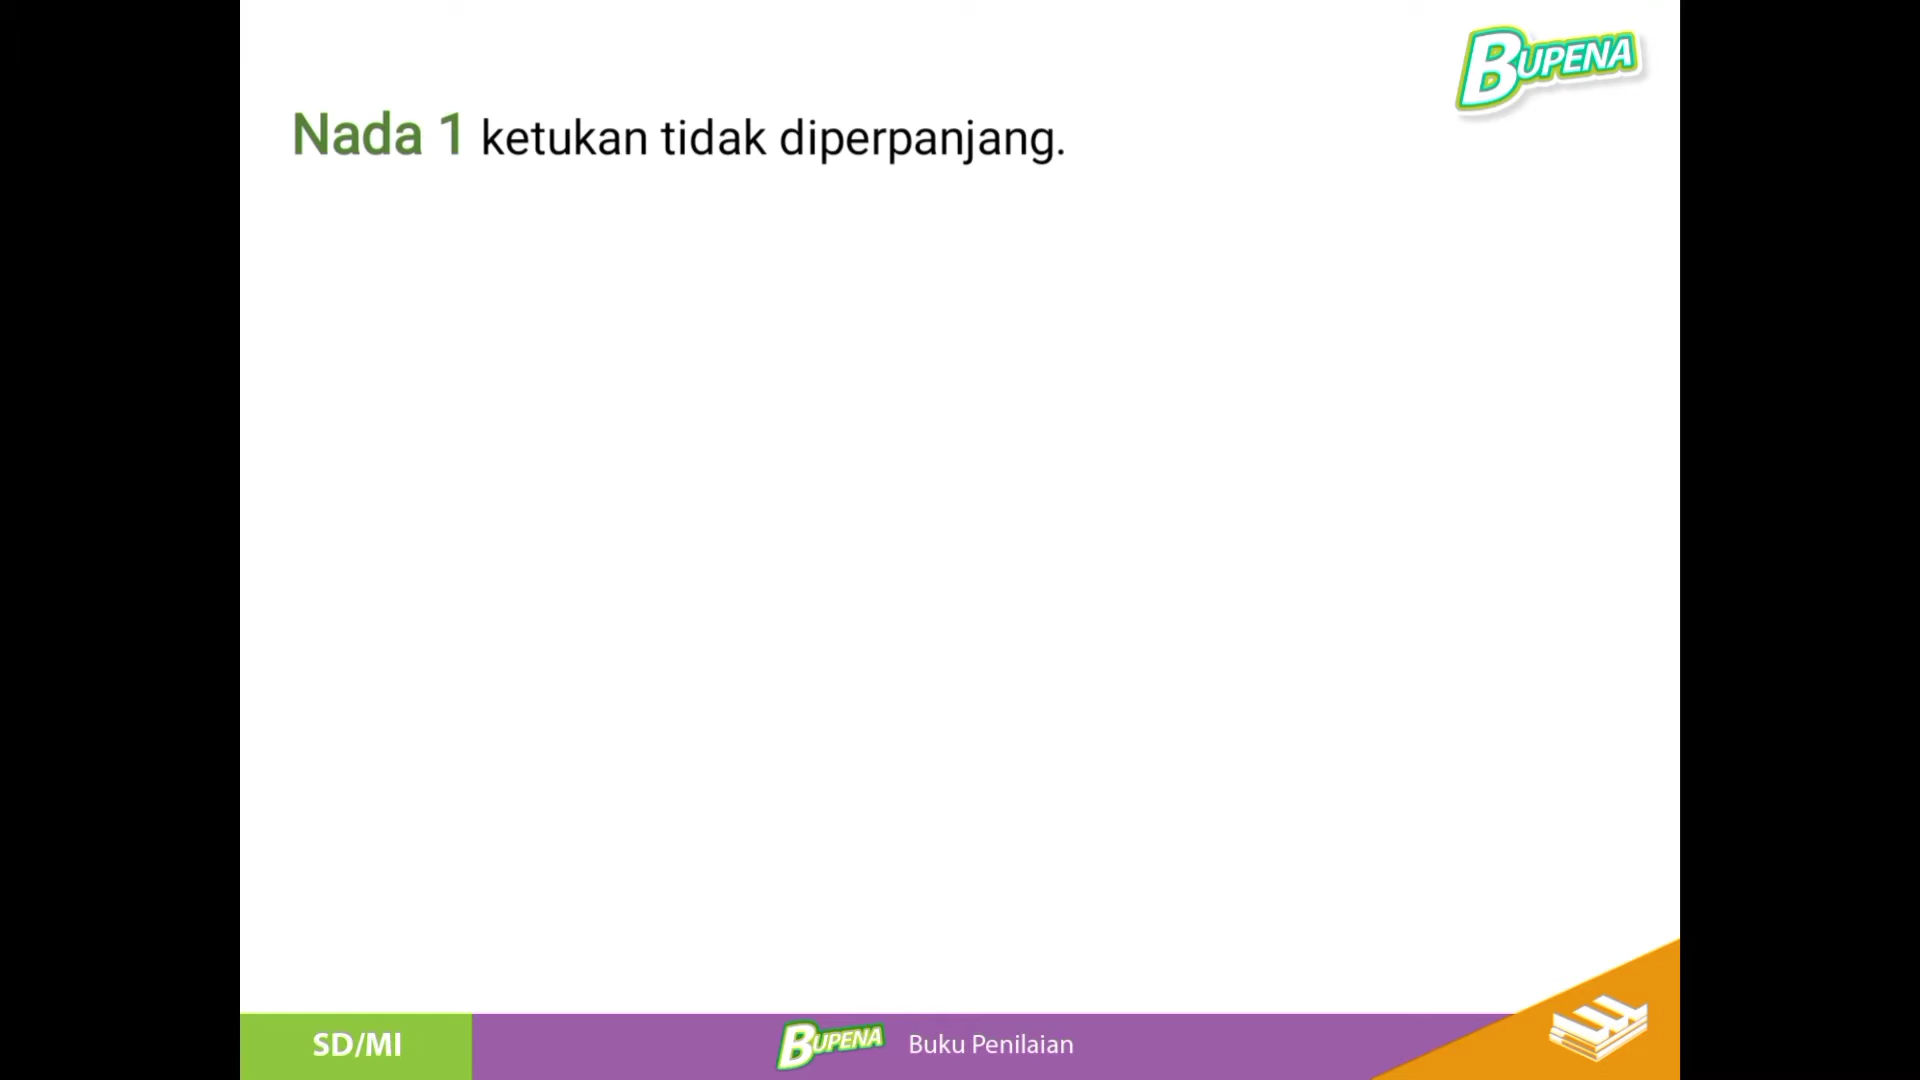 BUPENA
Nada 1 ketukan tidak diperpanjang.
SD/MI
BUPENA Buku Penilaian